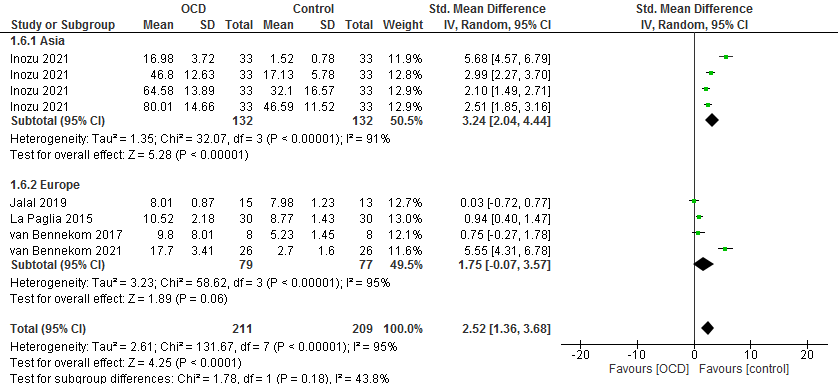 OCD Control Std. Mean Difference Std. Mean Difference
Study or Subgroup Mean SD Total Mean SD Total Weight IV, Random, 95% CI IV, Random, 95% CI
1.6.1 Asia
Inozu 2021 16.98 3.72 33 1.52 0.78 33 11.9% 5.68 [4.57, 6.79]
Inozu 2021 46.8 12.63 33 17.13 5.78 33 12.8% 2.99 [2.27, 3.70]
Inozu 2021 64.58 13.89 33 32.1 16.57 33 12.9% 2.10 [1.49, 2.71]
Inozu 2021 80.01 14.66 33 46.59 11.52 33 12.9% 2.51 [1.85, 3.16]
Subtotal (95% CI) 132 132 50.5% 3.24 [2.04, 4.44]
Heterogeneity: Tau² = 1.35; Chi² = 32.07, df = 3 (P < 0.00001); I² = 91%
Test for overall effect: Z = 5.28 (P < 0.00001)
1.6.2 Europe
Jalal 2019 8.01 0.87 15 7.98 1.23 13 12.7% 0.03 [-0.72, 0.77]
La Paglia 2015 10.52 2.18 30 8.77 1.43 30 13.0% 0.94 [0.40, 1.47]
van Bennekom 2017 9.8 8.01 8 5.23 1.45 8 12.1% 0.75 [-0.27, 1.78]
van Bennekom 2021 17.7 3.41 26 2.7 1.6 26 11.6% 5.55 [4.31, 6.78]
Subtotal (95% CI) 79 77 49.5% 1.75 [-0.07, 3.57]
Heterogeneity: Tau² = 3.23; Chi² = 58.62, df = 3 (P < 0.00001); I² = 95%
Test for overall effect: Z = 1.89 (P = 0.06)
Total (95% CI) 211 209 100.0% 2.52 [1.36, 3.68]
Heterogeneity: Tau² = 2.61; Chi² = 131.67, df = 7 (P < 0.00001); I² = 95%
Test for overall effect: Z = 4.25 (P < 0.0001)
Test for subgroup differences: Chi² = 1.78, df = 1 (P = 0.18), I² = 43.8%
-20 -10 0 10 20
Favours [OCD] Favours [control]